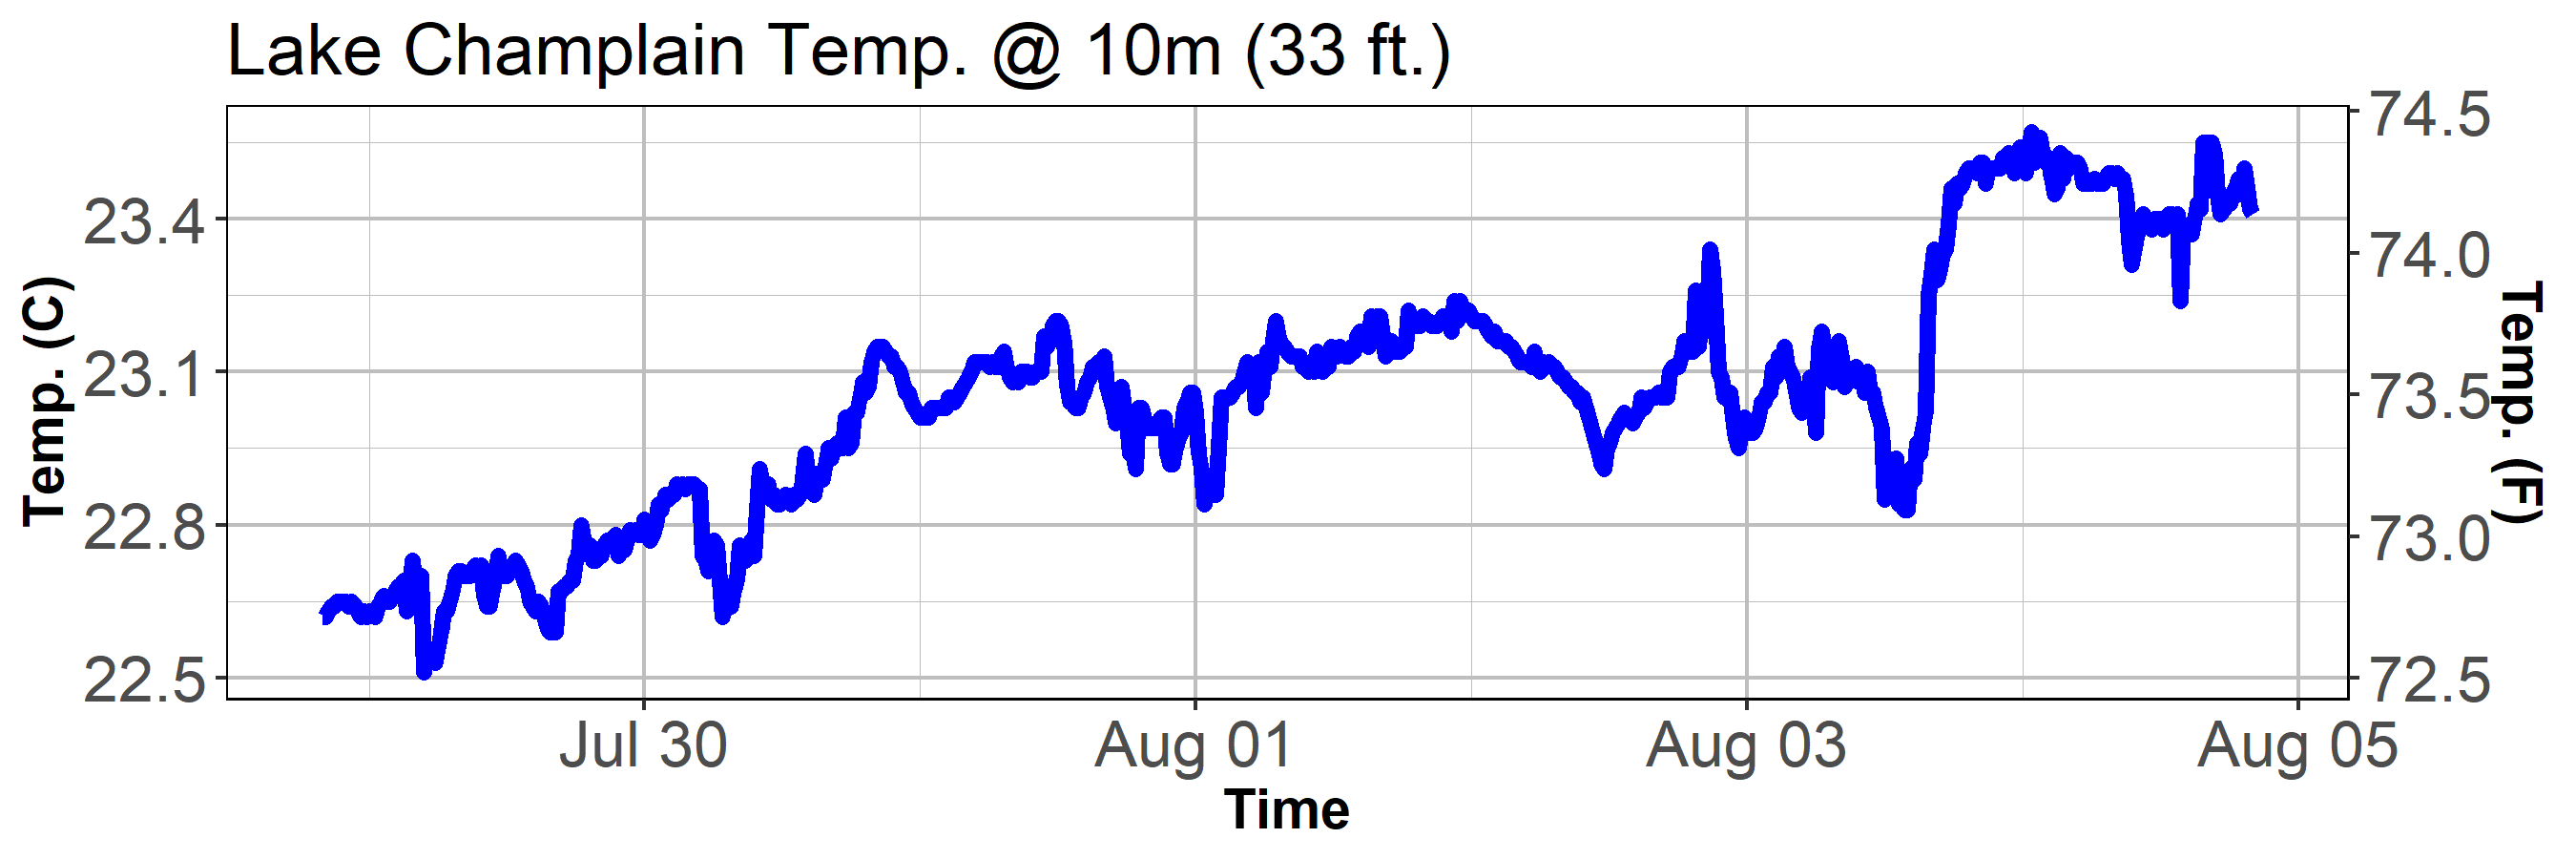 Lake Champlain Temp. @ 10m (33 ft.)
Temp. (C)
23.4
23.1
22.8
22.5
74.5
74.0
73.5
73.0
72.5
Temp. (F)
Jul 30
Aug 01
Aug 03
Aug 05
Time